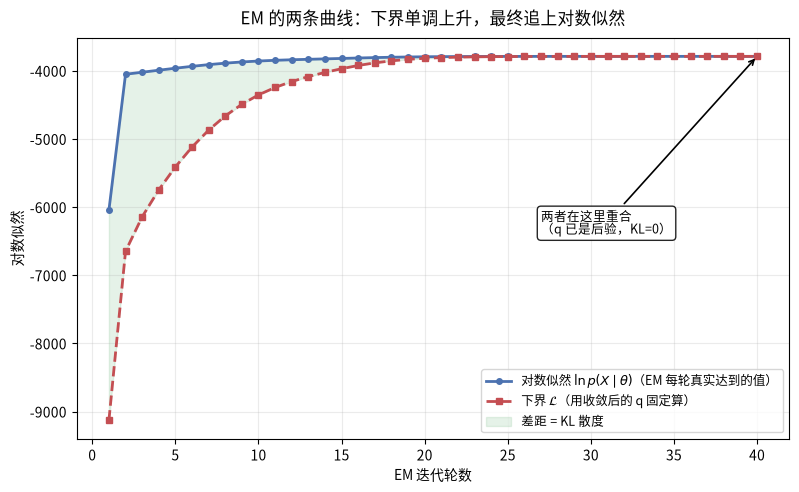 EM 的两条曲线：下界单调上升，最终追上对数似然
对数似然
-4000
-5000
-6000
-7000
-8000
-9000
两者在这里重合
（q 已是后验，KL=0）
对数似然 ln p(X | θ)（EM 每轮真实达到的值）
下界 ℒ（用收敛后的 q 固定算）
差距 = KL 散度
0 5 10 15 20 25 30 35 40
EM 迭代轮数